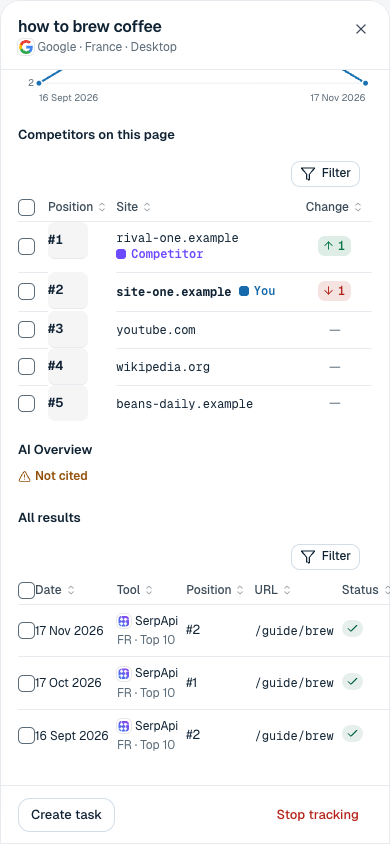 how to brew coffee
Google · France · Desktop
2
16 Sept 2026 17 Nov 2026
Competitors on this page
Filter
Position Site Change
#1 rival-one.example 1
Competitor
#2 site-one.example You 1
#3 youtube.com —
#4 wikipedia.org —
#5 beans-daily.example —
AI Overview
Not cited
All results
Filter
Date Tool Position URL Status
17 Nov 2026 SerpApi #2 /guide/brew
FR · Top 10
17 Oct 2026 SerpApi #1 /guide/brew
FR · Top 10
16 Sept 2026 SerpApi #2 /guide/brew
FR · Top 10
Create task Stop tracking